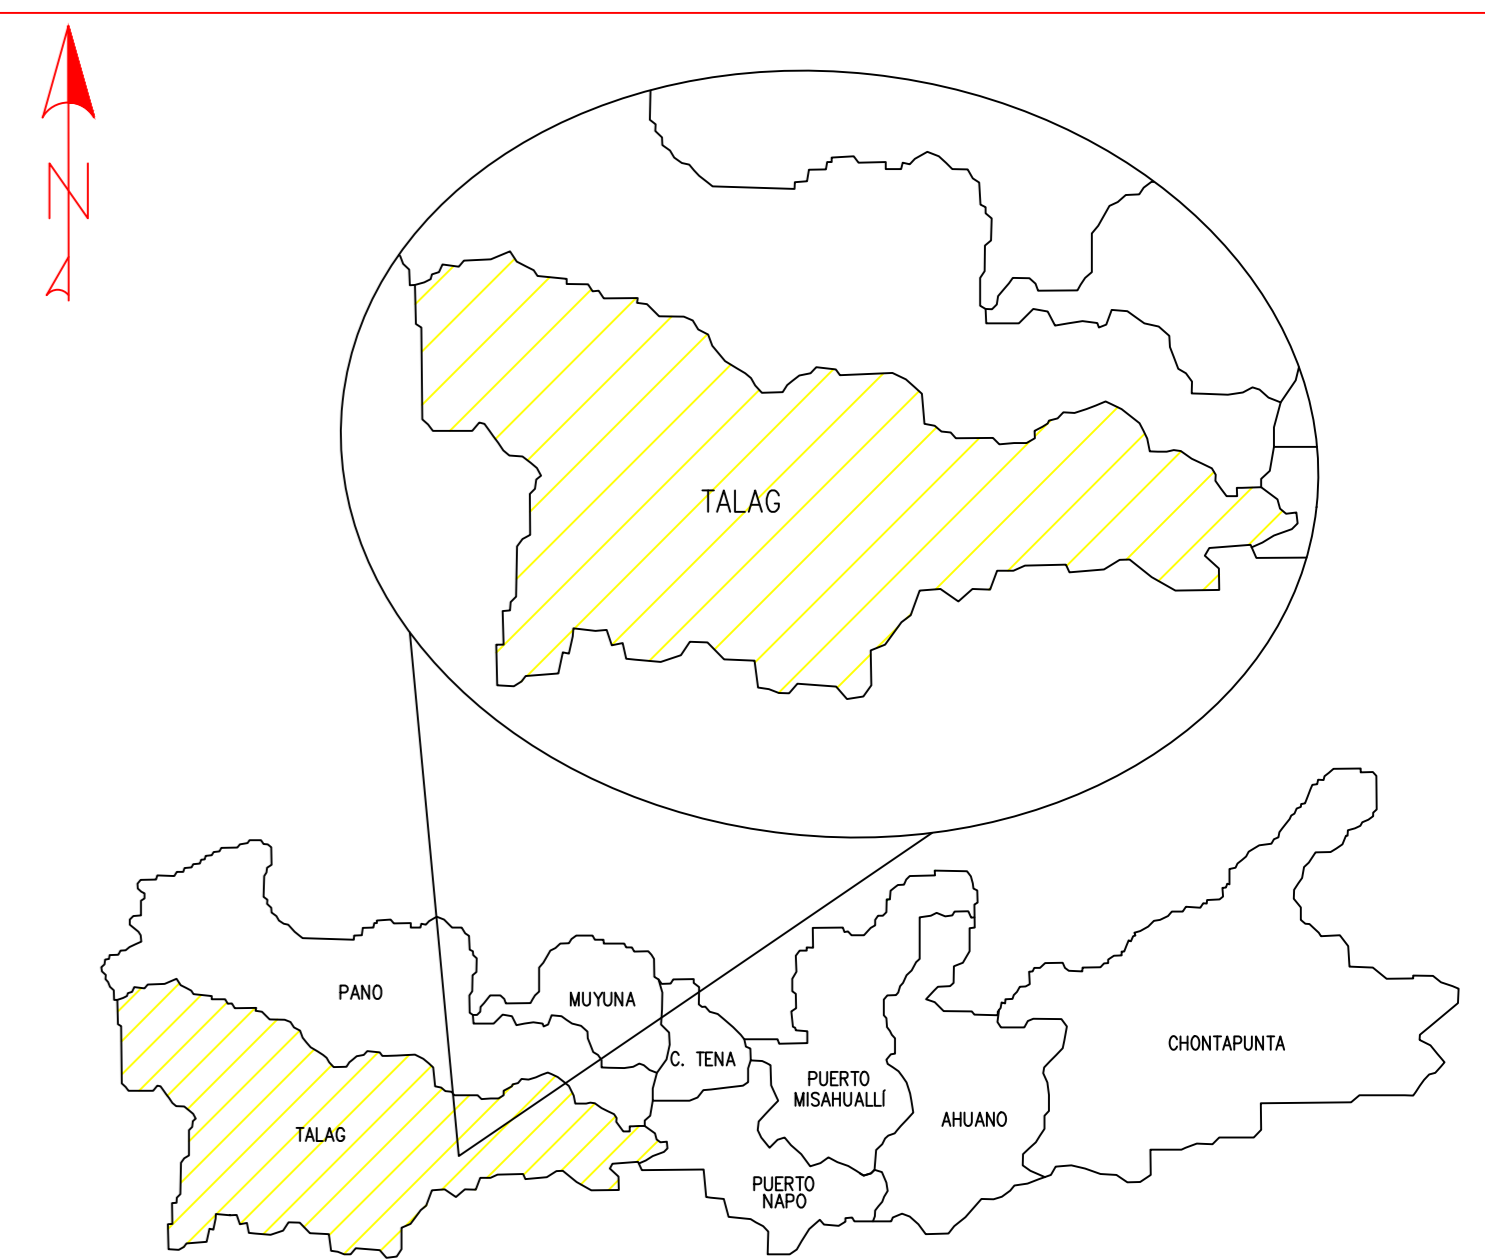 N
TALAG
PANO
MUYUNA
C. TENA
PUERTO
MISAHUALLÍ
CHONTAPUNTA
AHUANO
TALAG
PUERTO
NAPO